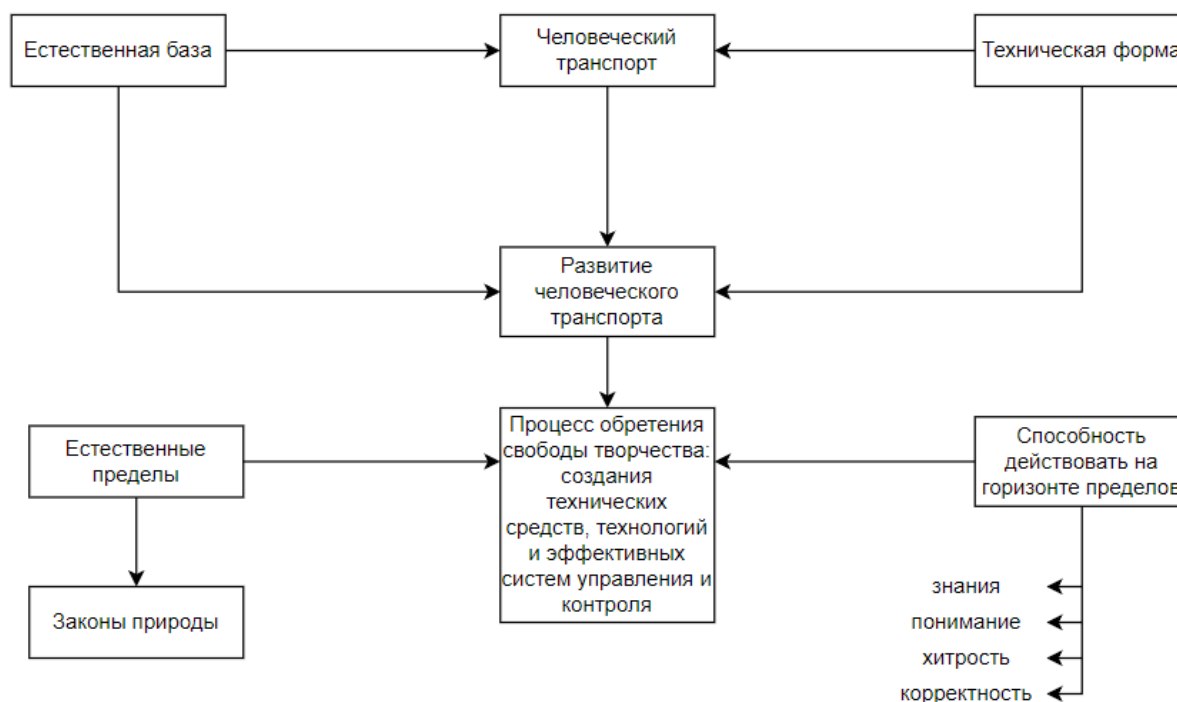 Естественная база
Человеческий
транспорт
Техническая форма
Развитие
человеческого
транспорта
Естественные
пределы
Процесс обретения
свободы творчества:
создания
технических
средств, технологий
и эффективных
систем управления и
контроля
Способность
действовать на
горизонте пределов
Законы природы
знания
понимание
хитрость
корректность